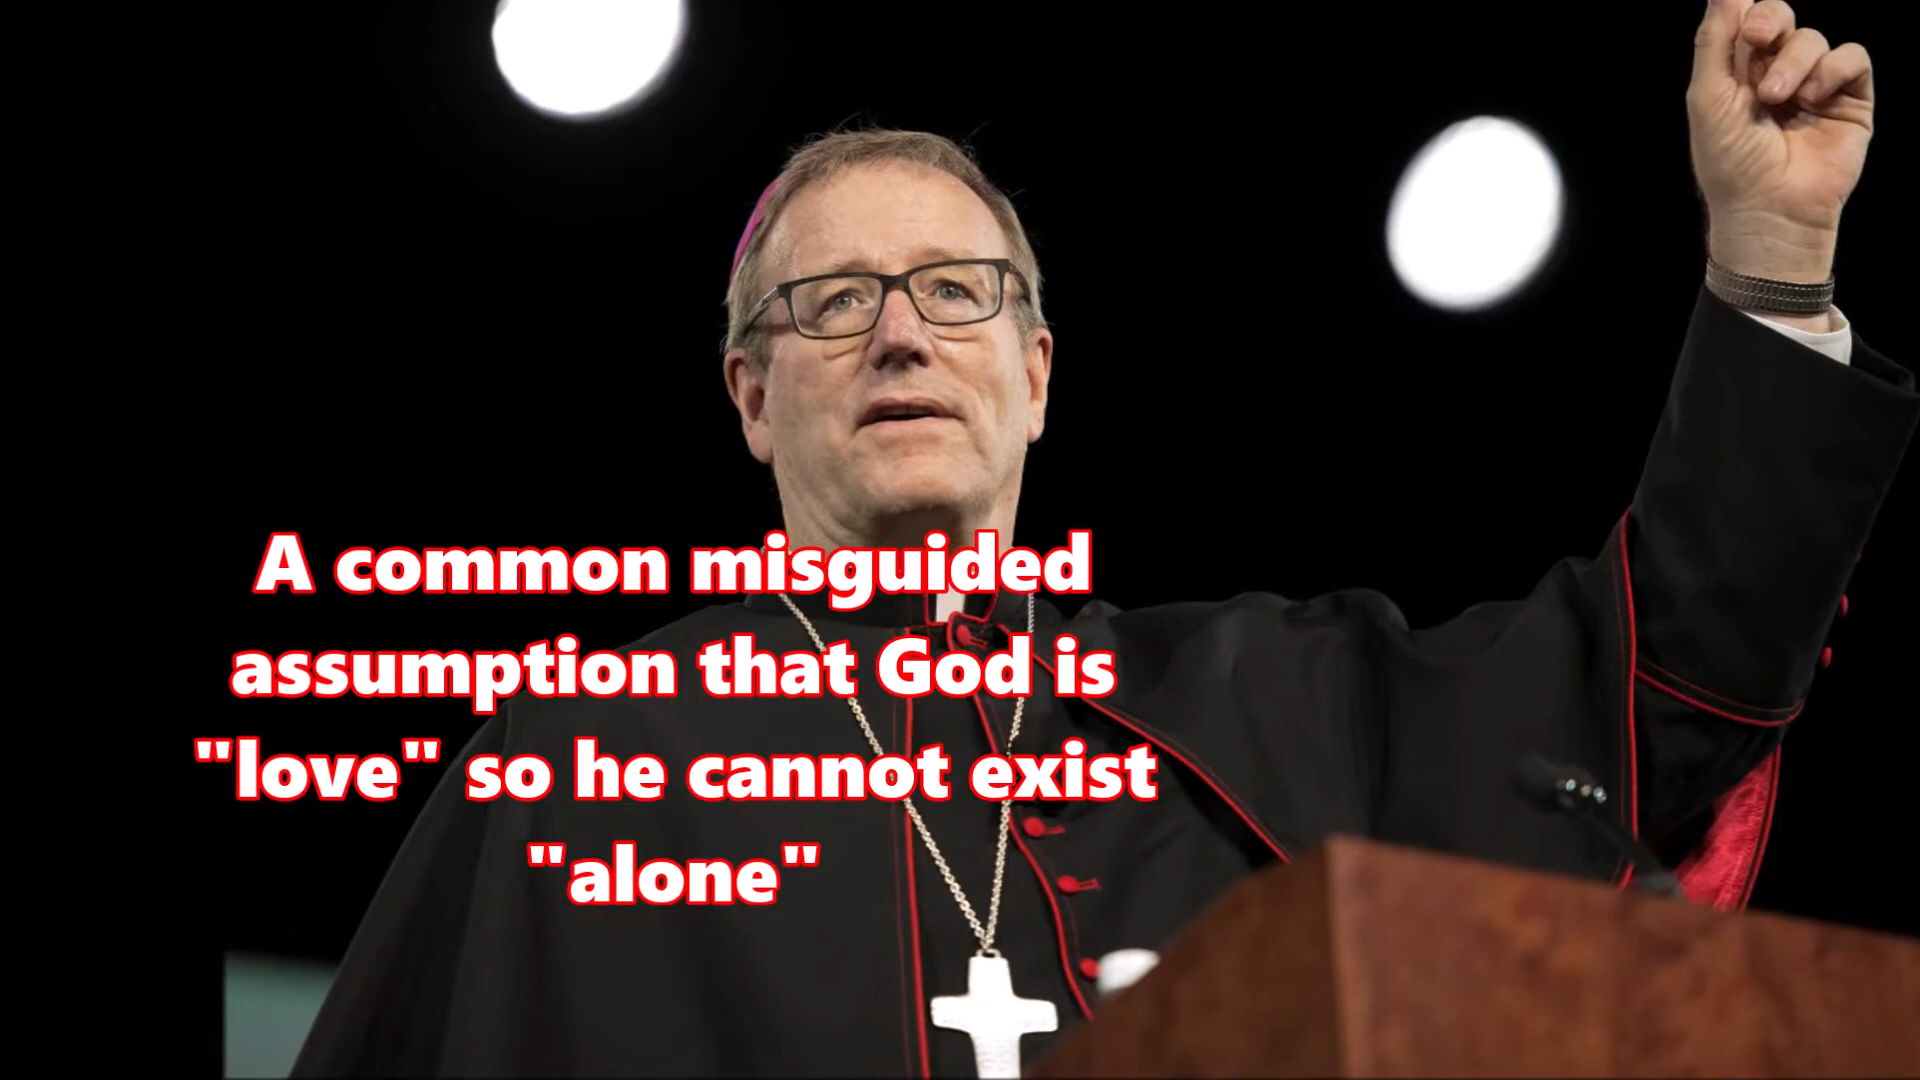 A common misguided
assumption that God is
"love" so he cannot exist
"alone"